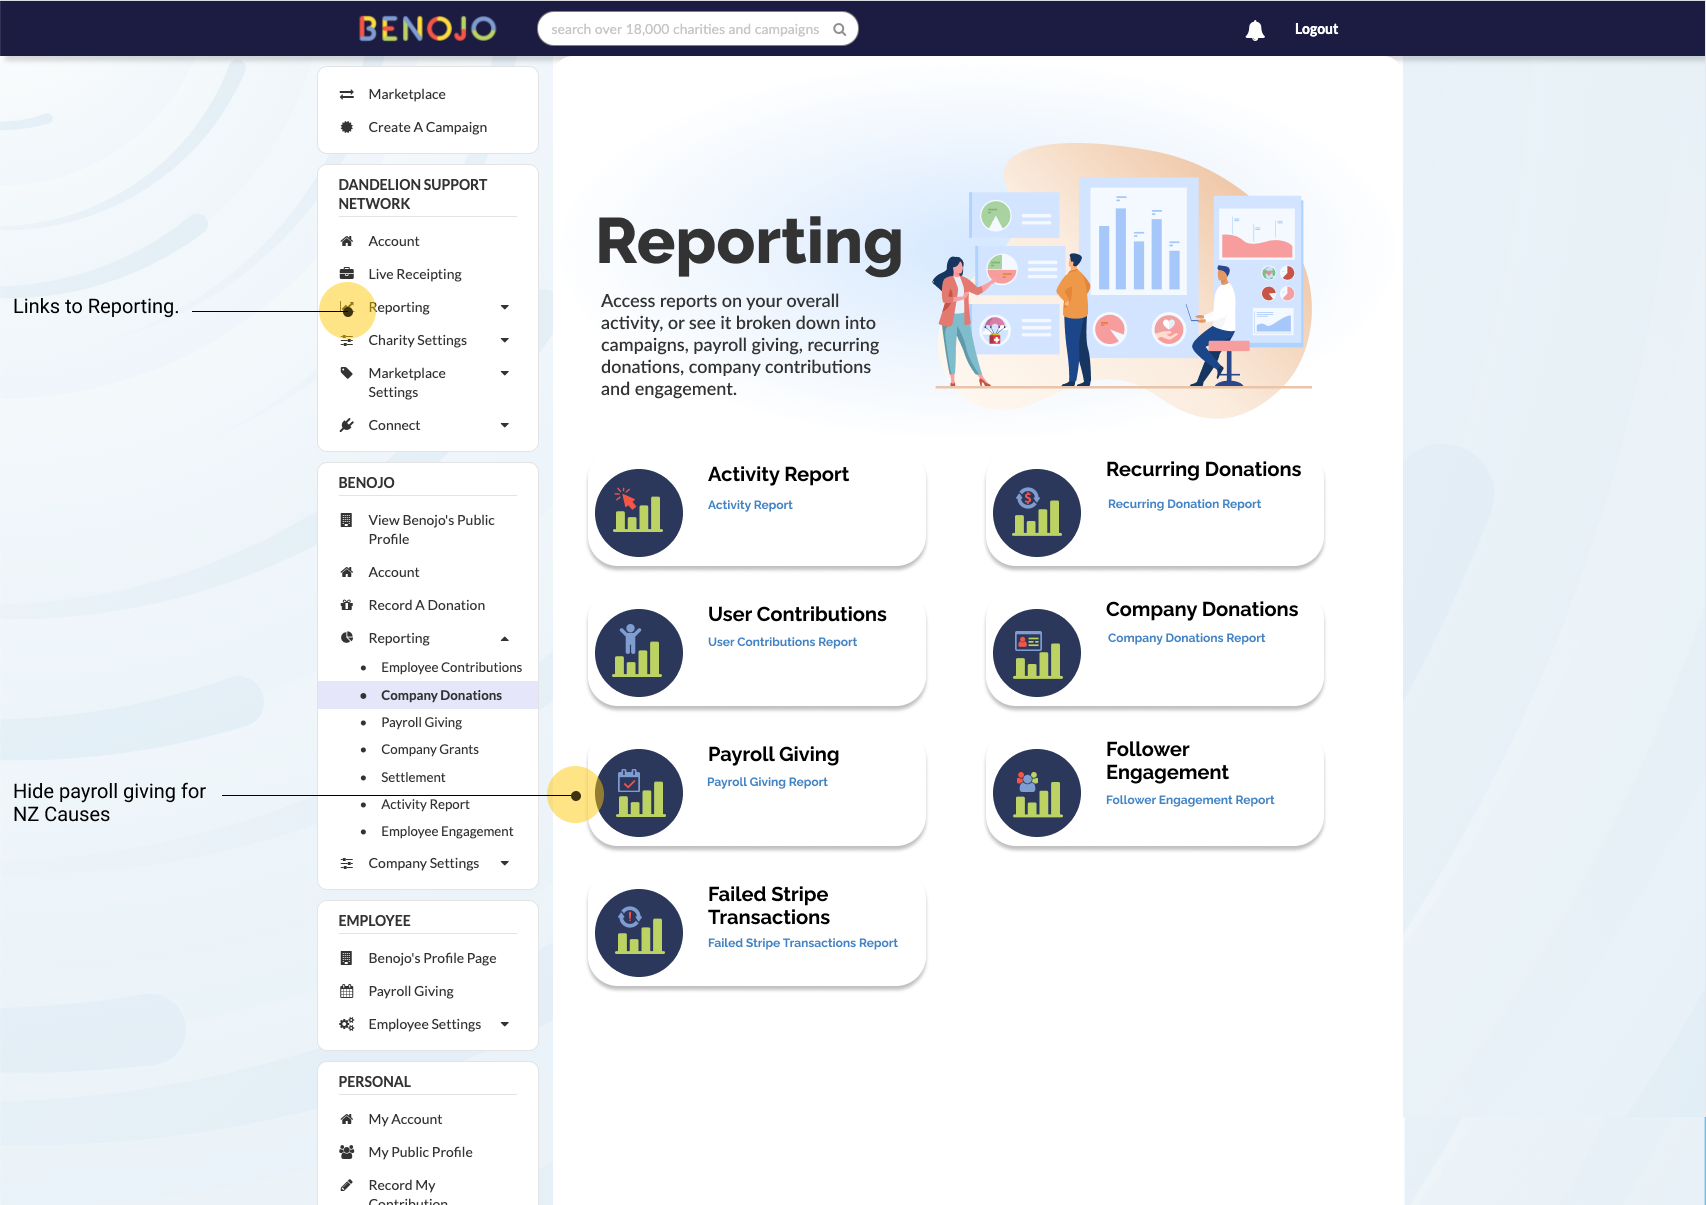 BENOJO
search over 18,000 charities and campaigns
Logout
Marketplace
Create A Campaign
DANDELION SUPPORT
NETWORK
Account
Live Receipting
Reporting
Charity Settings
Marketplace
Settings
Connect
Links to Reporting.
BENOJO
View Benojo's Public
Profile
Account
Record A Donation
Reporting
Employee Contributions
Company Donations
Payroll Giving
Company Grants
Settlement
Activity Report
Employee Engagement
Company Settings
Hide payroll giving for
NZ Causes
EMPLOYEE
Benojo's Profile Page
Payroll Giving
Employee Settings
PERSONAL
My Account
My Public Profile
Record My
Contribution
Reporting
Access reports on your overall
activity, or see it broken down into
campaigns, payroll giving, recurring
donations, company contributions
and engagement.
Activity Report
Activity Report
Recurring Donations
Recurring Donation Report
User Contributions
User Contributions Report
Company Donations
Company Donations Report
Payroll Giving
Payroll Giving Report
Follower
Engagement
Follower Engagement Report
Failed Stripe
Transactions
Failed Stripe Transactions Report